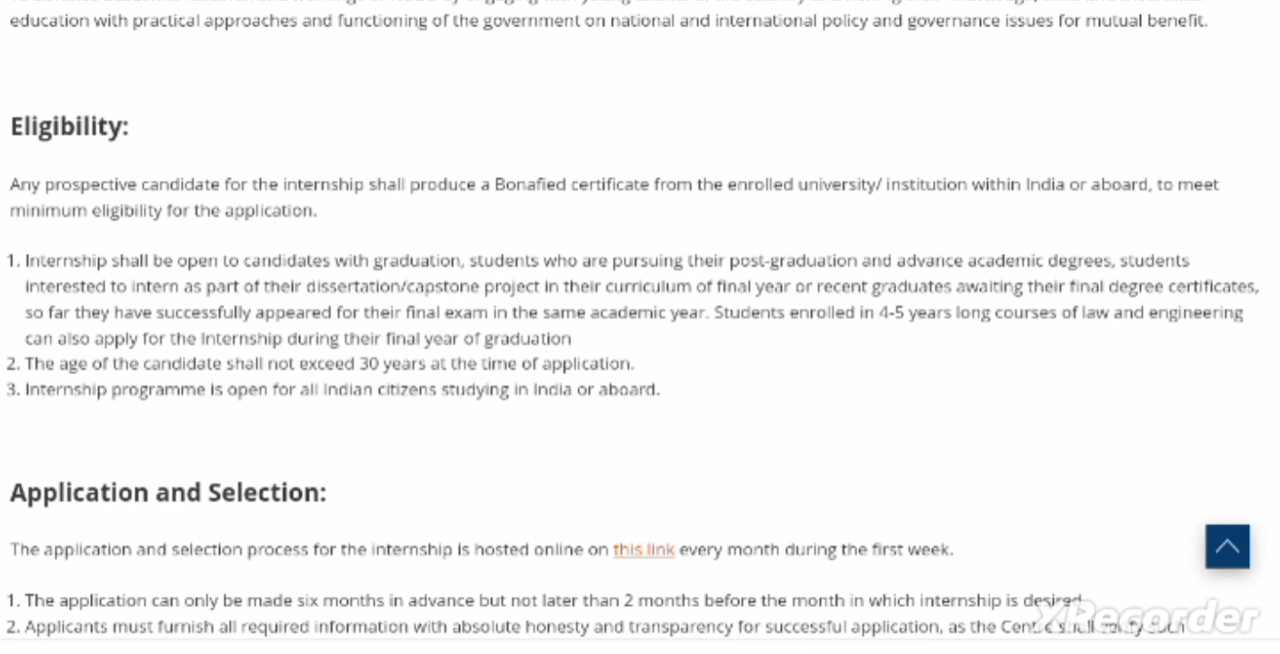 education with practical approaches and functioning of the government on national and international policy and governance issues for mutual benefit.
Eligibility:
Any prospective candidate for the internship shall produce a Bonafied certificate from the enrolled university/ institution within India or aboard, to meet
minimum eligibility for the application.
1. Internship shall be open to candidates with graduation, students who are pursuing their post-graduation and advance academic degrees, students
interested to intern as part of their dissertation/capstone project in their curriculum of final year or recent graduates awaiting their final degree certificates,
so far they have successfully appeared for their final exam in the same academic year. Students enrolled in 4-5 years long courses of law and engineering
can also apply for the Internship during their final year of graduation
2. The age of the candidate shall not exceed 30 years at the time of application.
3. Internship programme is open for all Indian citizens studying in India or aboard.
Application and Selection:
The application and selection process for the internship is hosted online on this link every month during the first week.
1. The application can only be made six months in advance but not later than 2 months before the month in which internship is desired
2. Applicants must furnish all required information with absolute honesty and transparency for successful application, as the
XRecorder